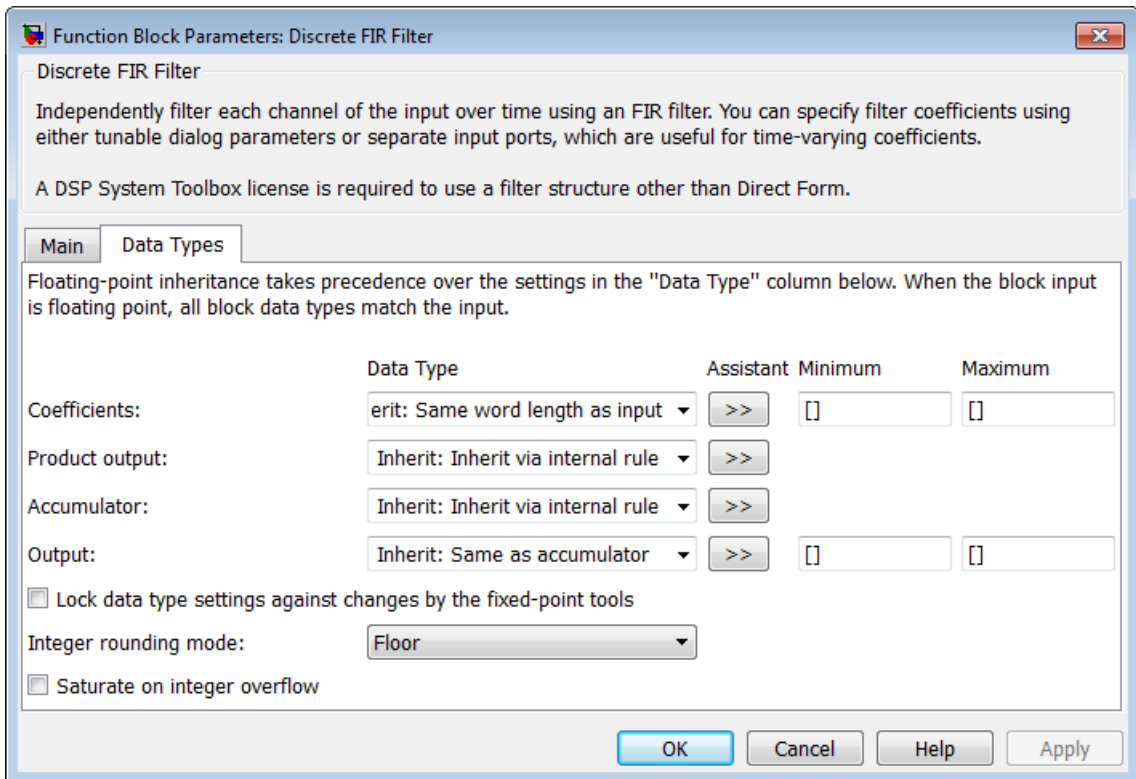 Function Block Parameters: Discrete FIR Filter
Discrete FIR Filter
Independently filter each channel of the input over time using an FIR filter. You can specify filter coefficients using
either tunable dialog parameters or separate input ports, which are useful for time-varying coefficients.
A DSP System Toolbox license is required to use a filter structure other than Direct Form.
Main Data Types
Floating-point inheritance takes precedence over the settings in the "Data Type" column below. When the block input
is floating point, all block data types match the input.
Data Type Assistant Minimum Maximum
Coefficients: erit: Same word length as input >> [] []
Product output: Inherit: Inherit via internal rule >>
Accumulator: Inherit: Inherit via internal rule >>
Output: Inherit: Same as accumulator >> [] []
Lock data type settings against changes by the fixed-point tools
Integer rounding mode: Floor
Saturate on integer overflow
OK Cancel Help Apply